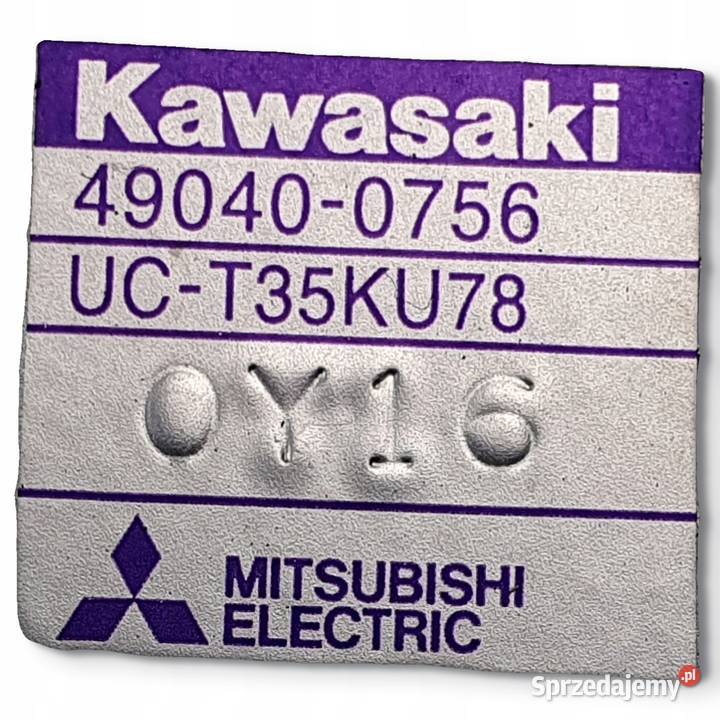 Kawasaki
49040-0756
UC-T35KU78
0Y16
MITSUBISHI
ELECTRIC
Sprzedajemy.pl